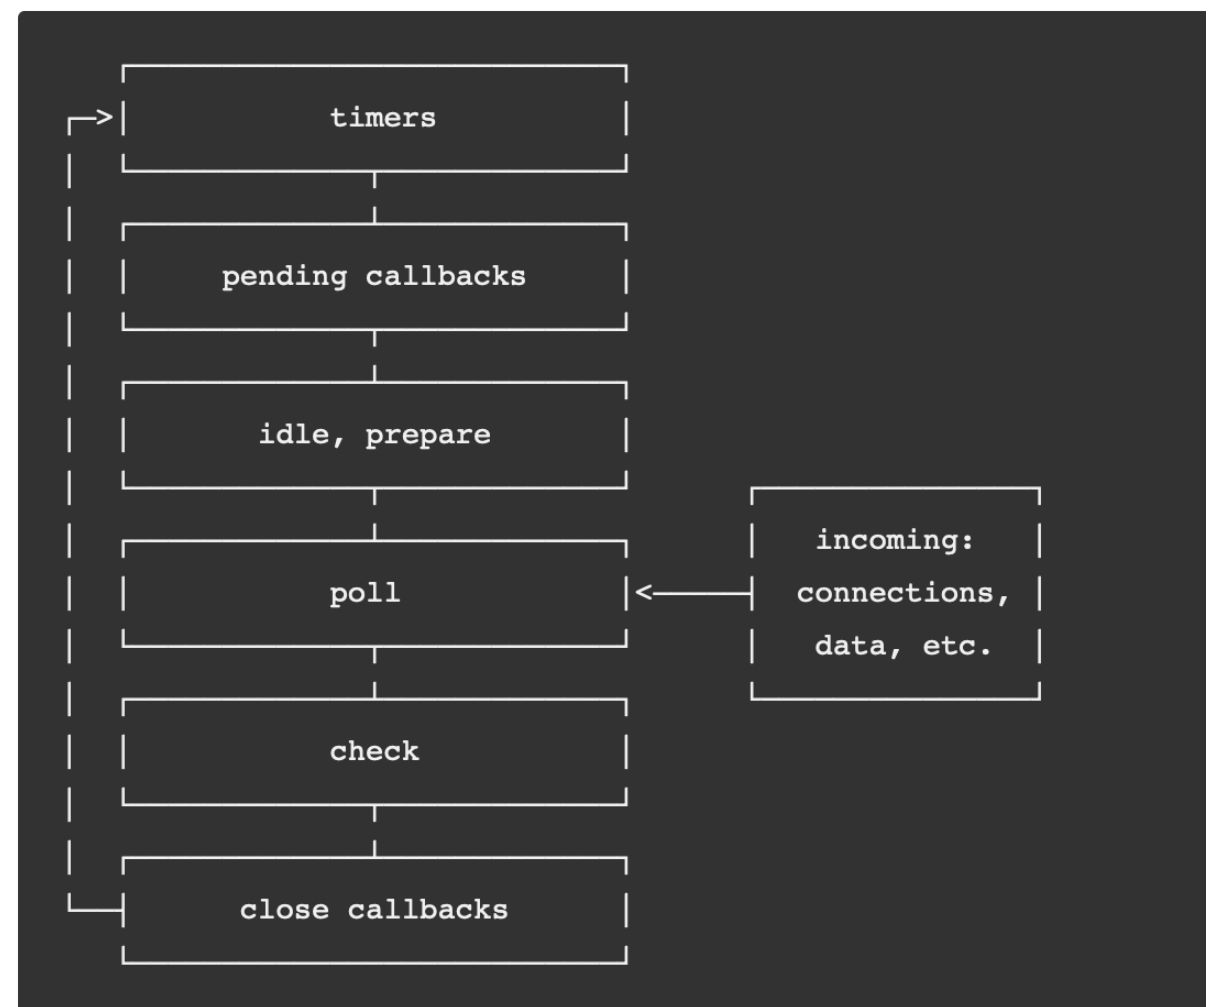 timers
pending callbacks
idle, prepare
incoming:
poll
connections,
data, etc.
check
close callbacks